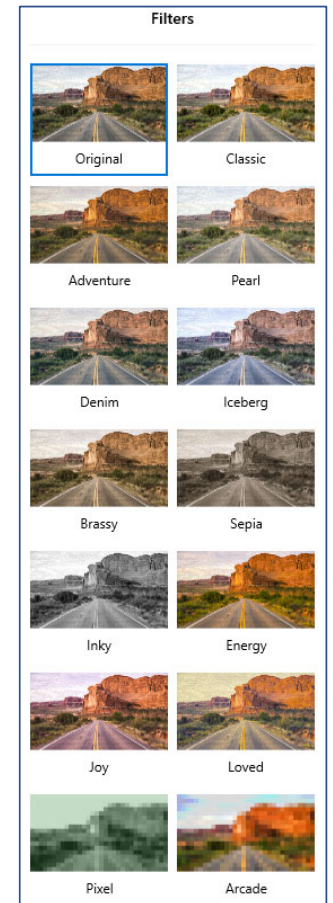 Filters
Original Classic
Adventure Pearl
Denim Iceberg
Brassy Sepia
Inky Energy
Joy Loved
Pixel Arcade